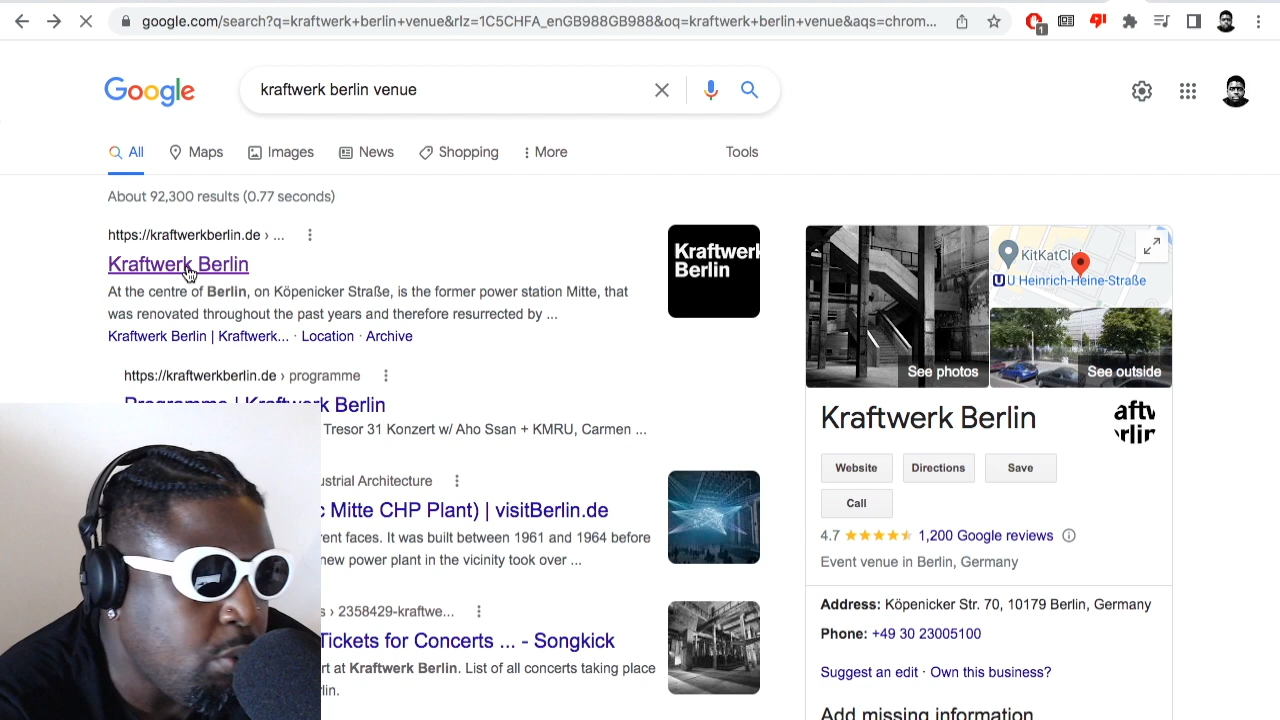 google.com/search?q=kraftwerk+berlin+venue&rlz=1C5CHFA_enGB988GB988&oq=kraftwerk+berlin+venue&aqs=chrom...
1
Google
kraftwerk berlin venue
All
Maps
Images
News
Shopping
More
Tools
About 92,300 results (0.77 seconds)
https://kraftwerkberlin.de › ...
Kraftwerk Berlin
At the centre of Berlin, on Köpenicker Straße, is the former power station Mitte, that
was renovated throughout the past years and therefore resurrected by ...
Kraftwerk Berlin | Kraftwerk... · Location · Archive
Kraftwerk
Berlin
https://kraftwerkberlin.de › programme
Programme | Kraftwerk Berlin
Tresor 31 Konzert w/ Aho Ssan + KMRU, Carmen ...
ustrial Architecture
c Mitte CHP Plant) | visitBerlin.de
rent faces. It was built between 1961 and 1964 before
new power plant in the vicinity took over ...
s › 2358429-kraftwe...
Tickets for Concerts ... - Songkick
rt at Kraftwerk Berlin. List of all concerts taking place
rlin.
KitKatClu
U Heinrich-Heine-Straße
See photos
See outside
Kraftwerk Berlin
aftw
rlir
Website
Directions
Save
Call
4.7
1,200 Google reviews
Event venue in Berlin, Germany
Address: Köpenicker Str. 70, 10179 Berlin, Germany
Phone: +49 30 23005100
Suggest an edit · Own this business?
Add missing information